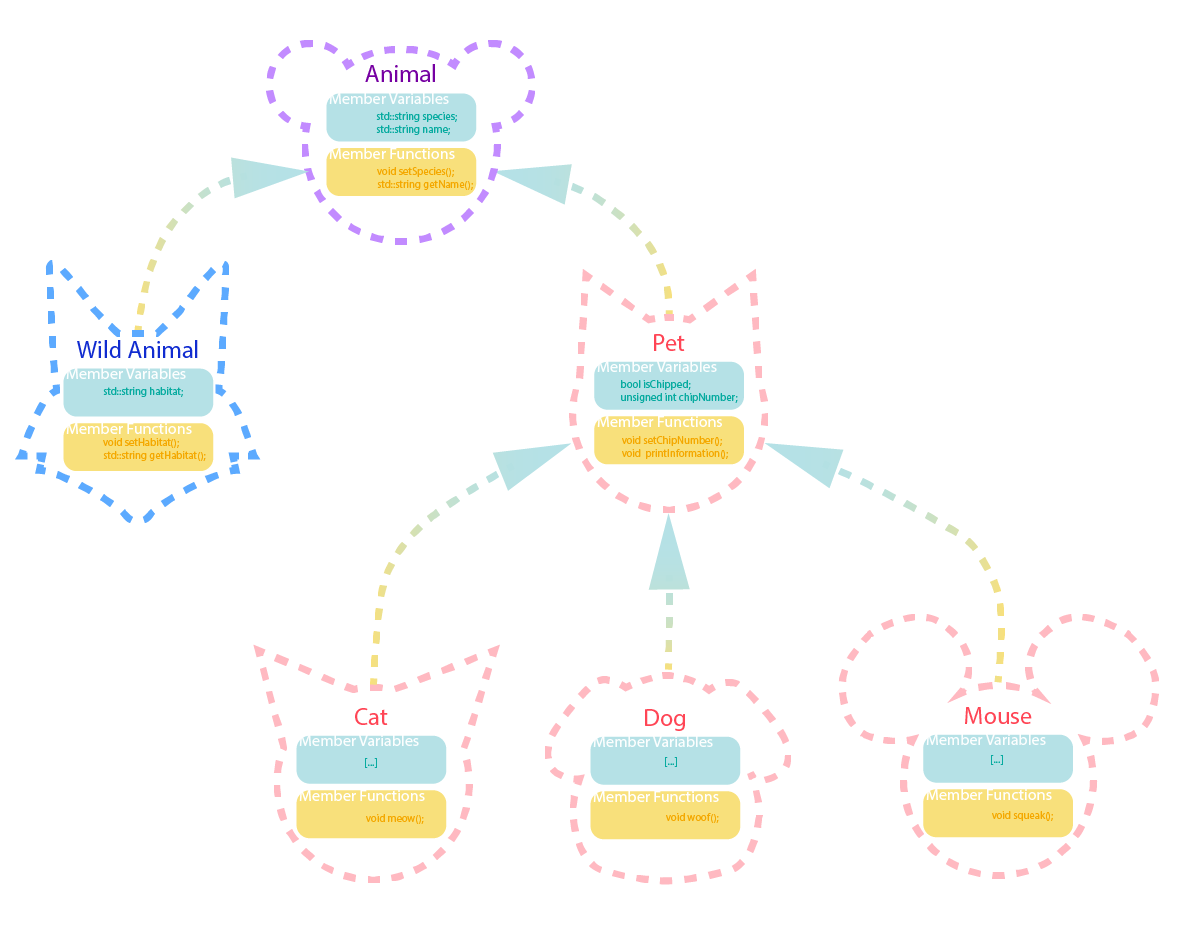 Animal
Member Variables
std::string species;
std::string name;
Member Functions
void setSpecies();
std::string getName();
Wild Animal
Member Variables
std::string habitat;
Member Functions
void setHabitat();
std::string getHabitat();
Pet
Member Variables
bool isChipped;
unsigned int chipNumber;
Member Functions
void setChipNumber();
void printInformation();
Cat
Member Variables
[...]
Member Functions
void meow();
Dog
Member Variables
[...]
Member Functions
void woof();
Mouse
Member Variables
[...]
Member Functions
void squeak();